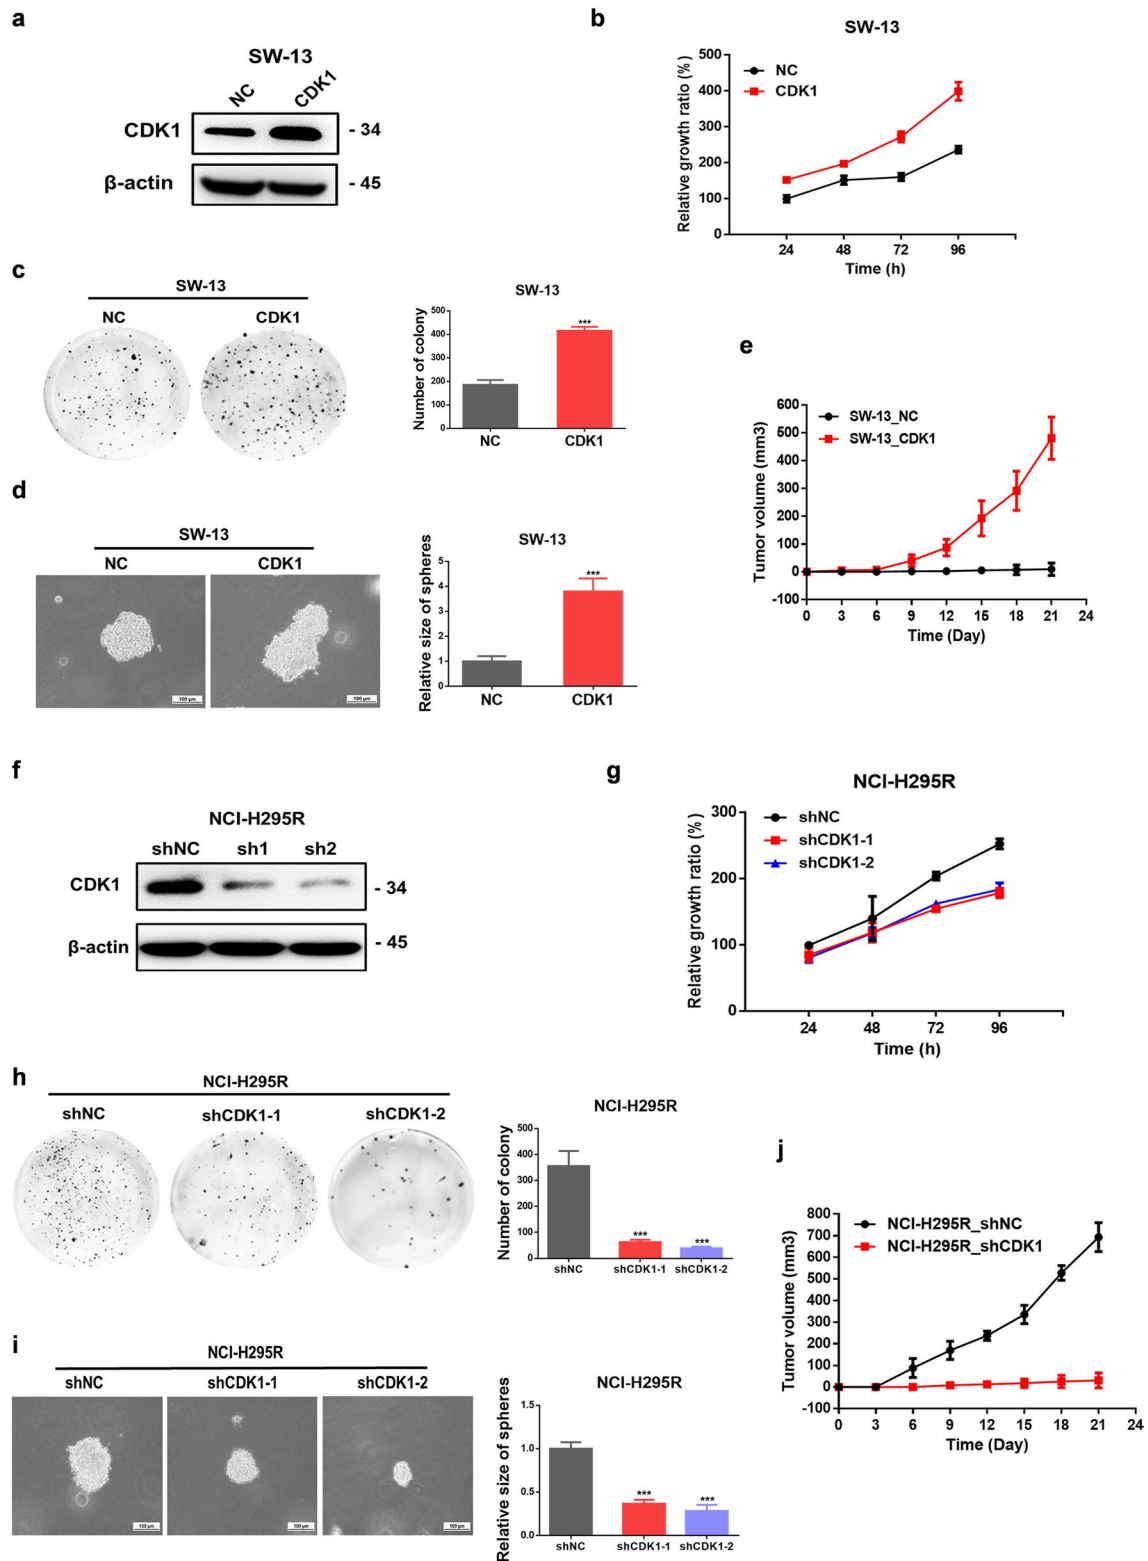 a
SW-13
NC CDK1
CDK1 - 34
β-actin - 45
b
SW-13
NC
CDK1
Relative growth ratio (%)
500
400
300
200
100
0
24 48 72 96
Time (h)
c
SW-13
NC CDK1
SW-13
Number of colony
500
400
300
200
100
0
***
NC CDK1
d
SW-13
NC CDK1
100 μm
100 μm
SW-13
Relative size of spheres
5
4
3
2
1
0
***
NC CDK1
e
SW-13_NC
SW-13_CDK1
Tumor volume (mm3)
600
500
400
300
200
100
0
-100
0 3 6 9 12 15 18 21 24
Time (Day)
f
NCI-H295R
shNC sh1 sh2
CDK1 - 34
β-actin - 45
g
NCI-H295R
shNC
shCDK1-1
shCDK1-2
Relative growth ratio (%)
300
200
100
0
24 48 72 96
Time (h)
h
NCI-H295R
shNC shCDK1-1 shCDK1-2
NCI-H295R
Number of colony
500
400
300
200
100
0
*** ***
shNC shCDK1-1 shCDK1-2
i
NCI-H295R
shNC shCDK1-1 shCDK1-2
100 μm
100 μm
100 μm
NCI-H295R
Relative size of spheres
1.5
1.0
0.5
0.0
*** ***
shNC shCDK1-1 shCDK1-2
j
NCI-H295R_shNC
NCI-H295R_shCDK1
Tumor volume (mm3)
800
700
600
500
400
300
200
100
0
-100
0 3 6 9 12 15 18 21 24
Time (Day)